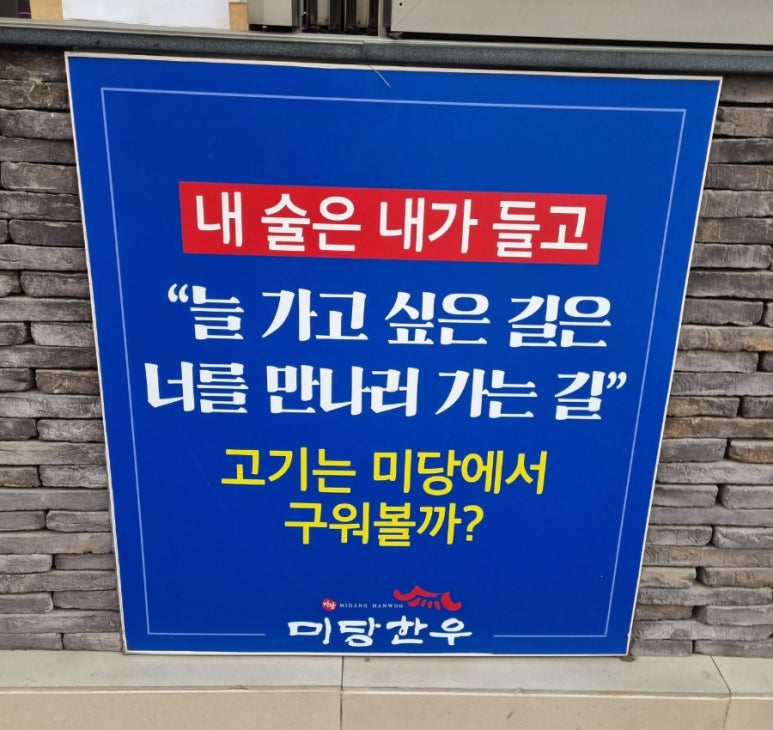 내 술은 내가 들고
“늘 가고 싶은 길은
너를 만나러 가는 길”
고기는 미당에서
구워볼까?
미당 MIDANG HANWOO
미당한우